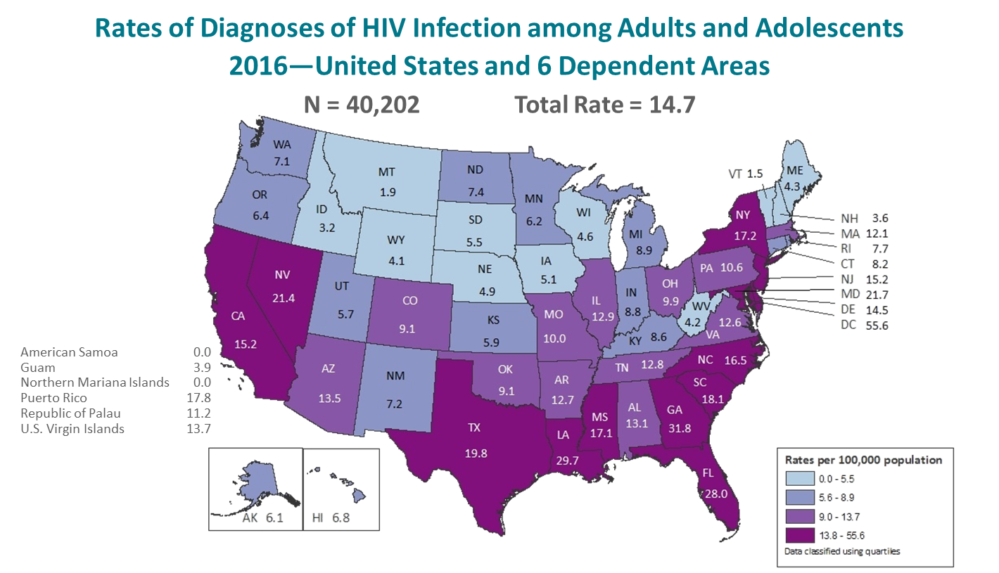 Rates of Diagnoses of HIV Infection among Adults and Adolescents
2016—United States and 6 Dependent Areas
N = 40,202 Total Rate = 14.7
WA
7.1
OR
6.4
ID
3.2
MT
1.9
ND
7.4
MN
6.2
WI
4.6
MI
8.9
SD
5.5
WY
4.1
NE
4.9
IA
5.1
NV
21.4
UT
5.7
CO
9.1
KS
5.9
MO
10.0
IL
12.9
IN
8.8
OH
9.9
PA 10.6
NY
17.2
VT 1.5
ME
4.3
NH 3.6
MA 12.1
RI 7.7
CT 8.2
NJ 15.2
MD 21.7
DE 14.5
DC 55.6
WV
4.2
12.6
VA
KY 8.6
CA
15.2
AZ
13.5
NM
7.2
OK
9.1
AR
12.7
TN 12.8
NC 16.5
SC
18.1
MS
17.1
AL
13.1
GA
31.8
TX
19.8
LA
29.7
FL
28.0
American Samoa 0.0
Guam 3.9
Northern Mariana Islands 0.0
Puerto Rico 17.8
Republic of Palau 11.2
U.S. Virgin Islands 13.7
AK 6.1
HI 6.8
Rates per 100,000 population
0.0 - 5.5
5.6 - 8.9
9.0 - 13.7
13.8 - 55.6
Data classified using quartiles